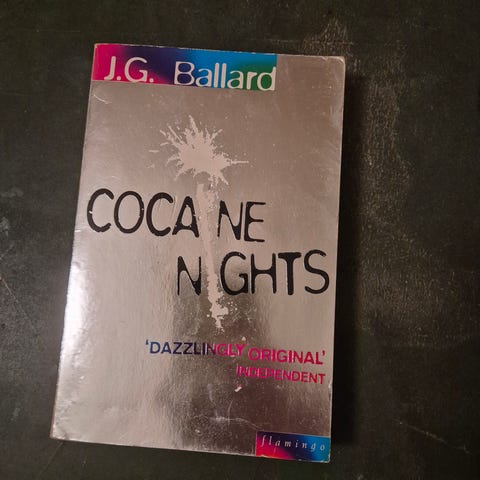 J.G. Ballard
COCAINE
NIGHTS
'DAZZLINGLY ORIGINAL'
INDEPENDENT
flamingo